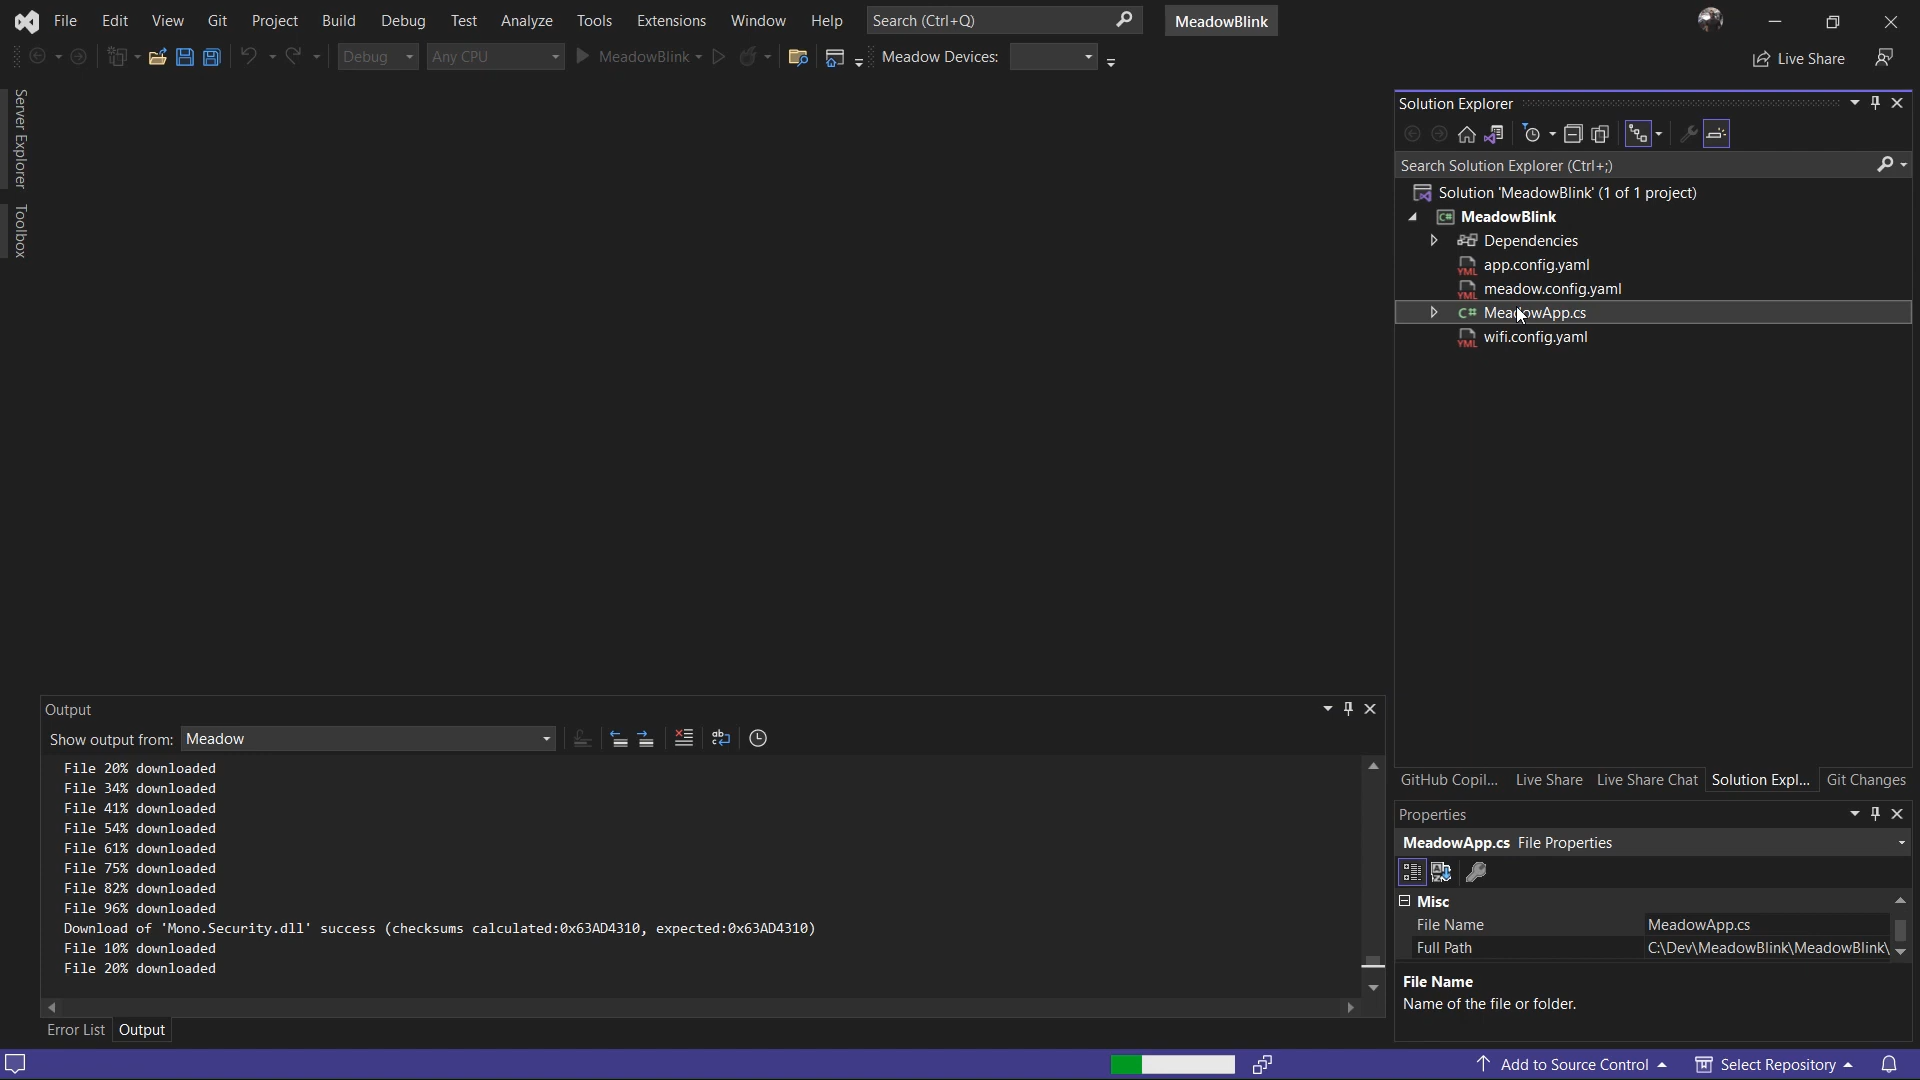 File Edit View Git Project Build Debug Test Analyze Tools Extensions Window Help Search (Ctrl+Q) MeadowBlink
Debug Any CPU MeadowBlink Meadow Devices: Live Share
Server Explorer
Toolbox
Solution Explorer
Search Solution Explorer (Ctrl+;)
Solution 'MeadowBlink' (1 of 1 project)
C# MeadowBlink
Dependencies
YML app.config.yaml
YML meadow.config.yaml
C# MeadowApp.cs
YML wifi.config.yaml
Output
Show output from: Meadow
File 20% downloaded
File 34% downloaded
File 41% downloaded
File 54% downloaded
File 61% downloaded
File 75% downloaded
File 82% downloaded
File 96% downloaded
Download of 'Mono.Security.dll' success (checksums calculated:0x63AD4310, expected:0x63AD4310)
File 10% downloaded
File 20% downloaded
Error List Output
GitHub Copil... Live Share Live Share Chat Solution Expl... Git Changes
Properties
MeadowApp.cs File Properties
Misc
File Name MeadowApp.cs
Full Path C:\Dev\MeadowBlink\MeadowBlink\
File Name
Name of the file or folder.
Add to Source Control Select Repository